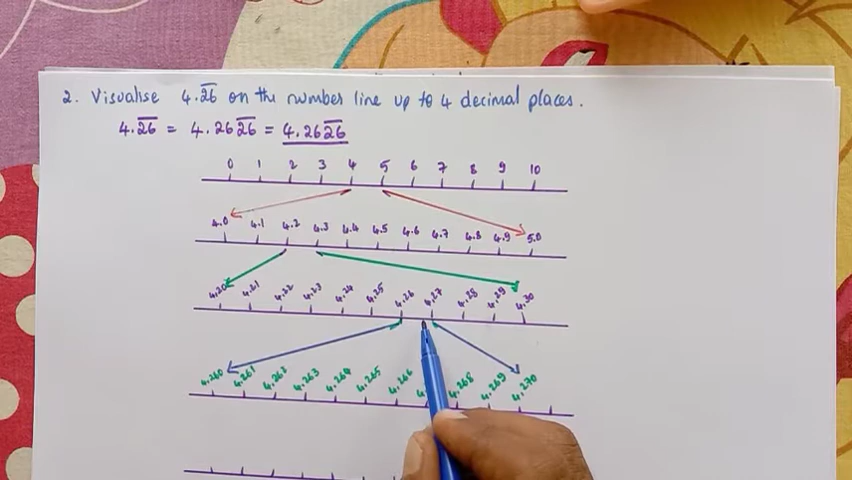 2. Visualise 4.2̅6̅ on the number line up to 4 decimal places.
4.2̅6̅ = 4.262̅6̅ = 4.262̅6̅
0 1 2 3 4 5 6 7 8 9 10
4.0 4.1 4.2 4.3 4.4 4.5 4.6 4.7 4.8 4.9 5.0
4.20 4.21 4.22 4.23 4.24 4.25 4.26 4.27 4.28 4.29 4.30
4.260 4.261 4.262 4.263 4.264 4.265 4.266 4.268 4.269 4.270